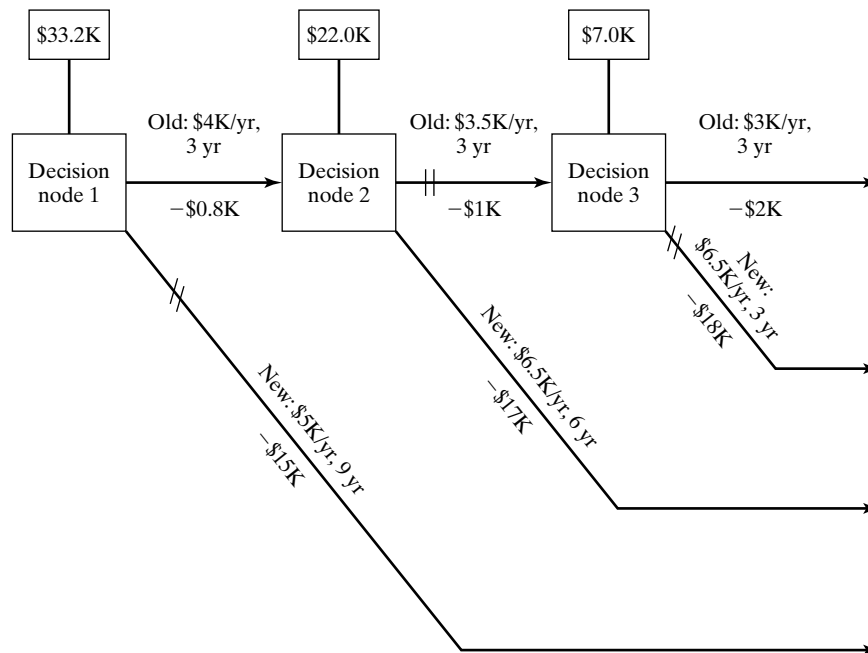 $33.2K
$22.0K
$7.0K
Old: $4K/yr,
3 yr
Old: $3.5K/yr,
3 yr
Old: $3K/yr,
3 yr
Decision
node 1
Decision
node 2
Decision
node 3
−$0.8K
−$1K
−$2K
New:
$6.5K/yr, 3 yr
−$18K
New: $6.5K/yr, 6 yr
−$17K
New: $5K/yr, 9 yr
−$15K